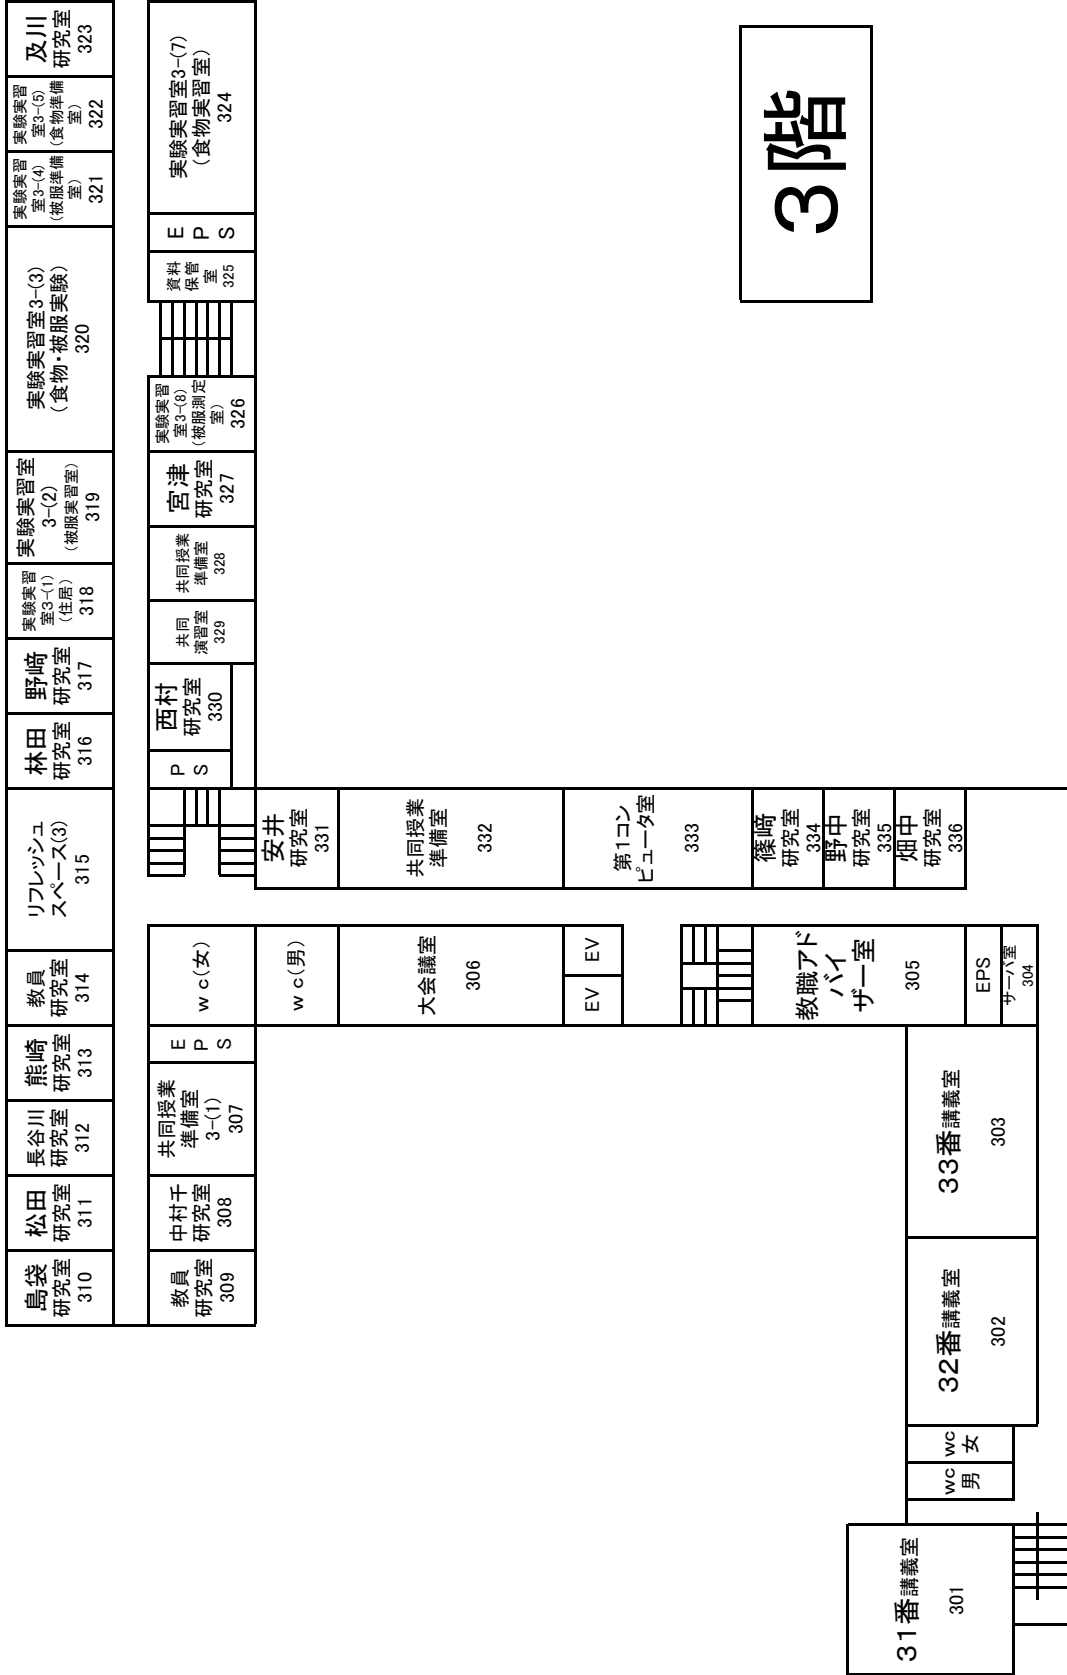 3階
及川
研究室
323
実験実習
室3-(5)
(食物準備
室)
322
実験実習
室3-(4)
(被服準備
室)
321
実験実習室3-(3)
(食物・被服実験)
320
実験実習室
3-(2)
(被服実習室)
319
実験実習
室3-(1)
(住居)
318
野﨑
研究室
317
林田
研究室
316
リフレッシュ
スペース(3)
315
教員
研究室
314
熊崎
研究室
313
長谷川
研究室
312
松田
研究室
311
島袋
研究室
310
実験実習室3-(7)
(食物実習室)
324
E
P
S
資料
保管
室
325
実験実習
室3-(8)
(被服測定
室)
326
宮津
研究室
327
共同授業
準備室
328
共同
演習室
329
西村
研究室
330
P
S
wc(女)
E
P
S
共同授業
準備室
3-(1)
307
中村千
研究室
308
教員
研究室
309
安井
研究室
331
共同授業
準備室
332
第1コン
ピュータ室
333
篠﨑
研究室
334
野中
研究室
335
畑中
研究室
336
wc(男)
大会議室
306
EV
EV
教職アド
バイ
ザー室
305
EPS
サーバ室
304
33番講義室
303
32番講義室
302
wc
女
wc
男
31番講義室
301